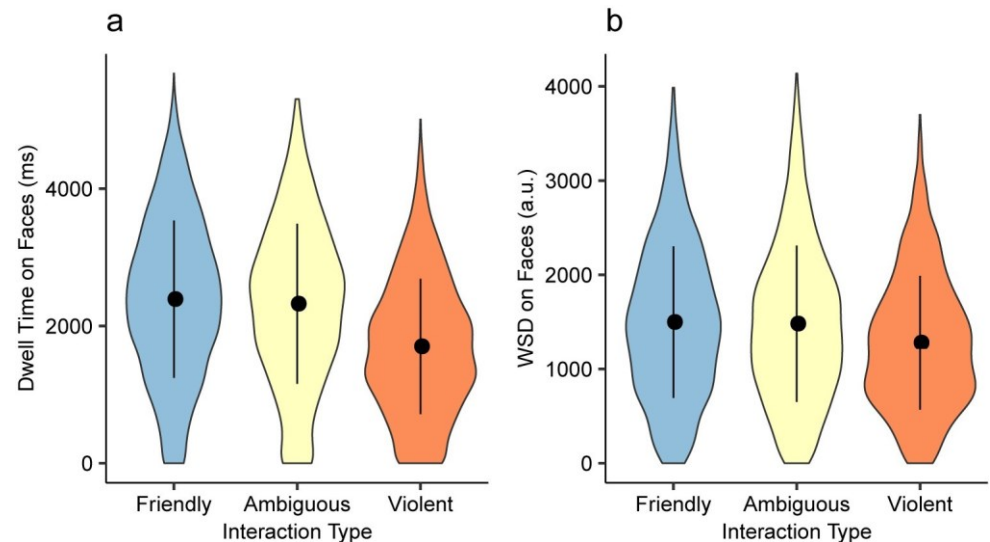 a
Dwell Time on Faces (ms)
4000
2000
0
Friendly Ambiguous Violent
Interaction Type
b
WSD on Faces (a.u.)
4000
3000
2000
1000
0
Friendly Ambiguous Violent
Interaction Type